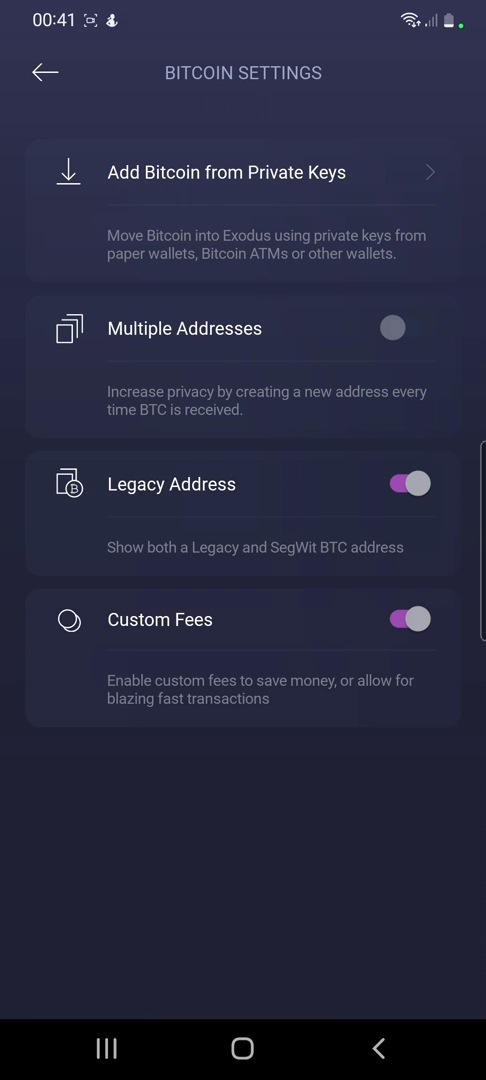 00:41
BITCOIN SETTINGS
Add Bitcoin from Private Keys
Move Bitcoin into Exodus using private keys from
paper wallets, Bitcoin ATMs or other wallets.
Multiple Addresses
Increase privacy by creating a new address every
time BTC is received.
Legacy Address
Show both a Legacy and SegWit BTC address
Custom Fees
Enable custom fees to save money, or allow for
blazing fast transactions